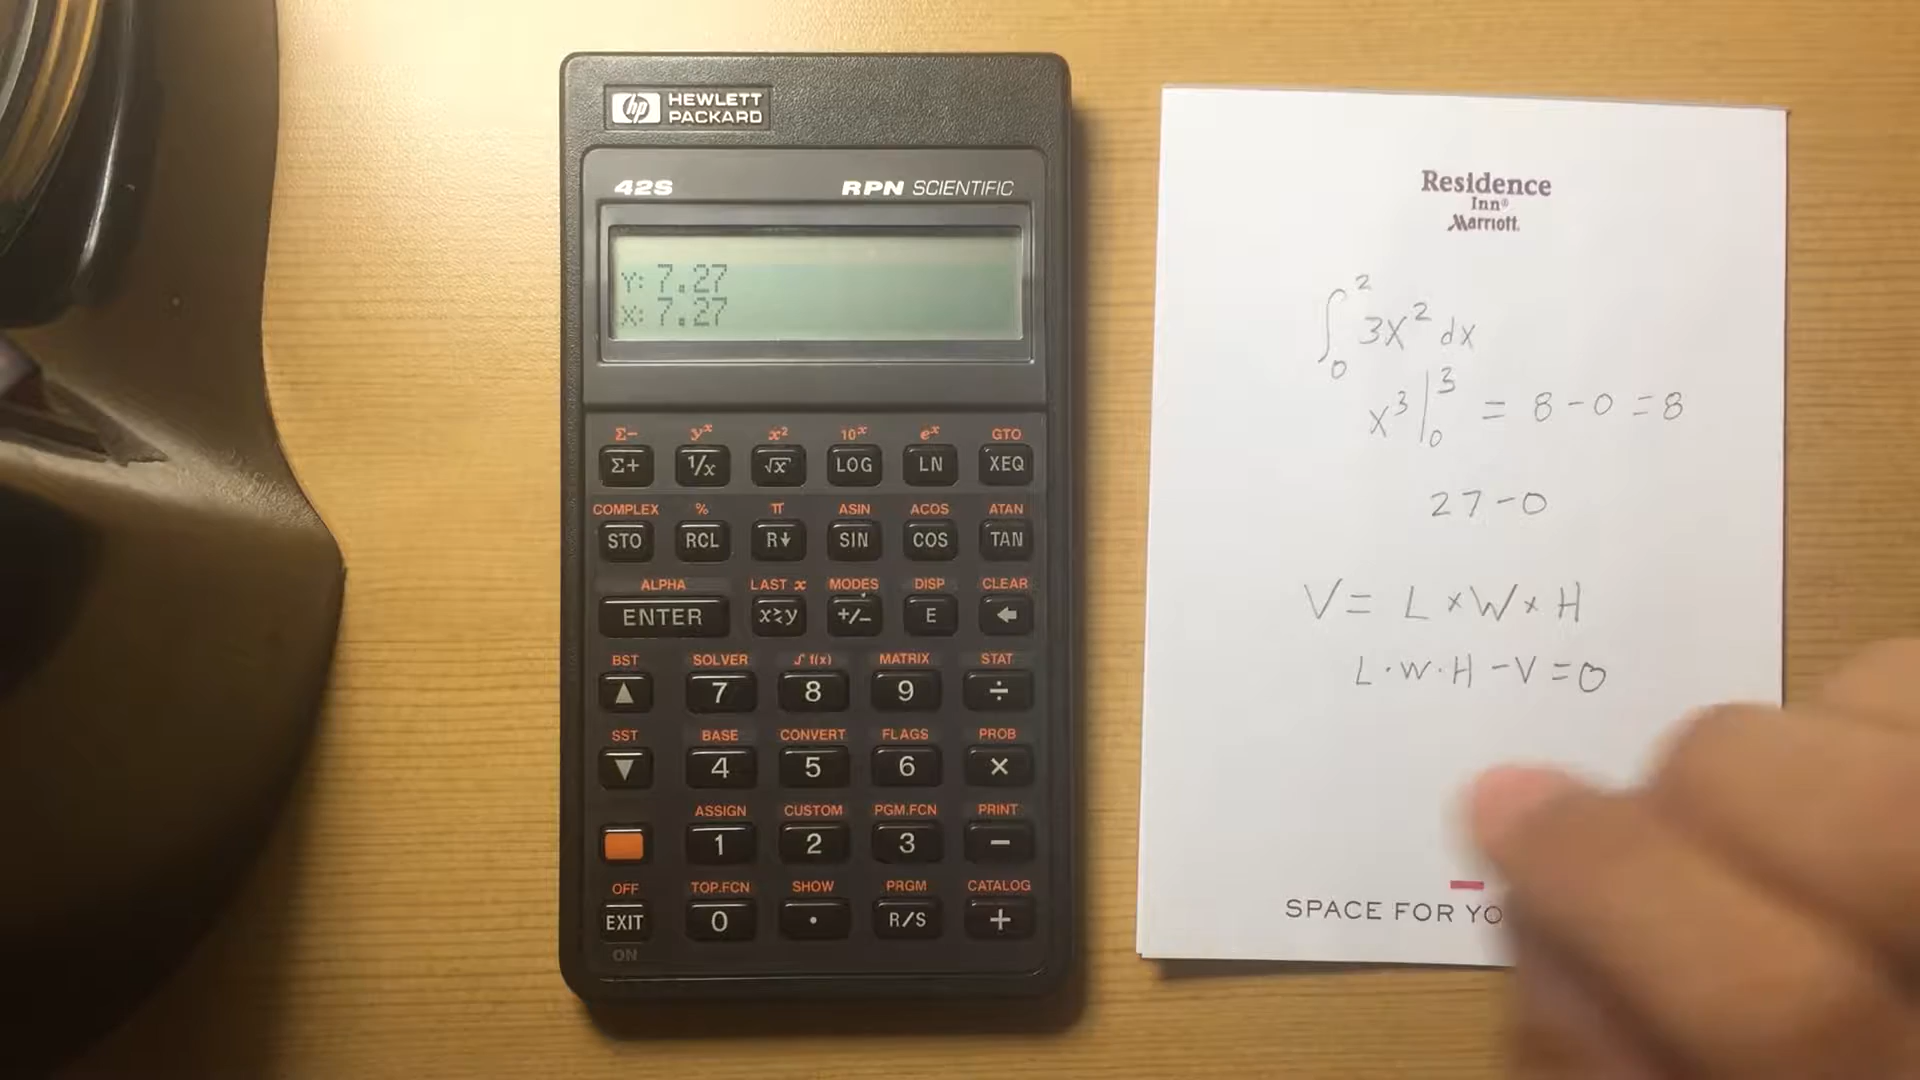 hp HEWLETT
PACKARD
42S RPN SCIENTIFIC
Y: 7.27
X: 7.27
Σ− yˣ x² 10ˣ eˣ GTO
Σ+ 1/x √x LOG LN XEQ
COMPLEX % π ASIN ACOS ATAN
STO RCL R↓ SIN COS TAN
ALPHA LAST x MODES DISP CLEAR
ENTER x≷y +/− E ←
BST SOLVER ∫f(x) MATRIX STAT
▲ 7 8 9 ÷
SST BASE CONVERT FLAGS PROB
▼ 4 5 6 ×
ASSIGN CUSTOM PGM.FCN PRINT
1 2 3 −
OFF TOP.FCN SHOW PRGM CATALOG
EXIT 0 · R/S +
ON
Residence
Inn®
Marriott.
∫₀² 3x² dx
x³|₀³ = 8 - 0 = 8
27 - 0
V = L × W × H
L · W · H - V = 0
SPACE FOR